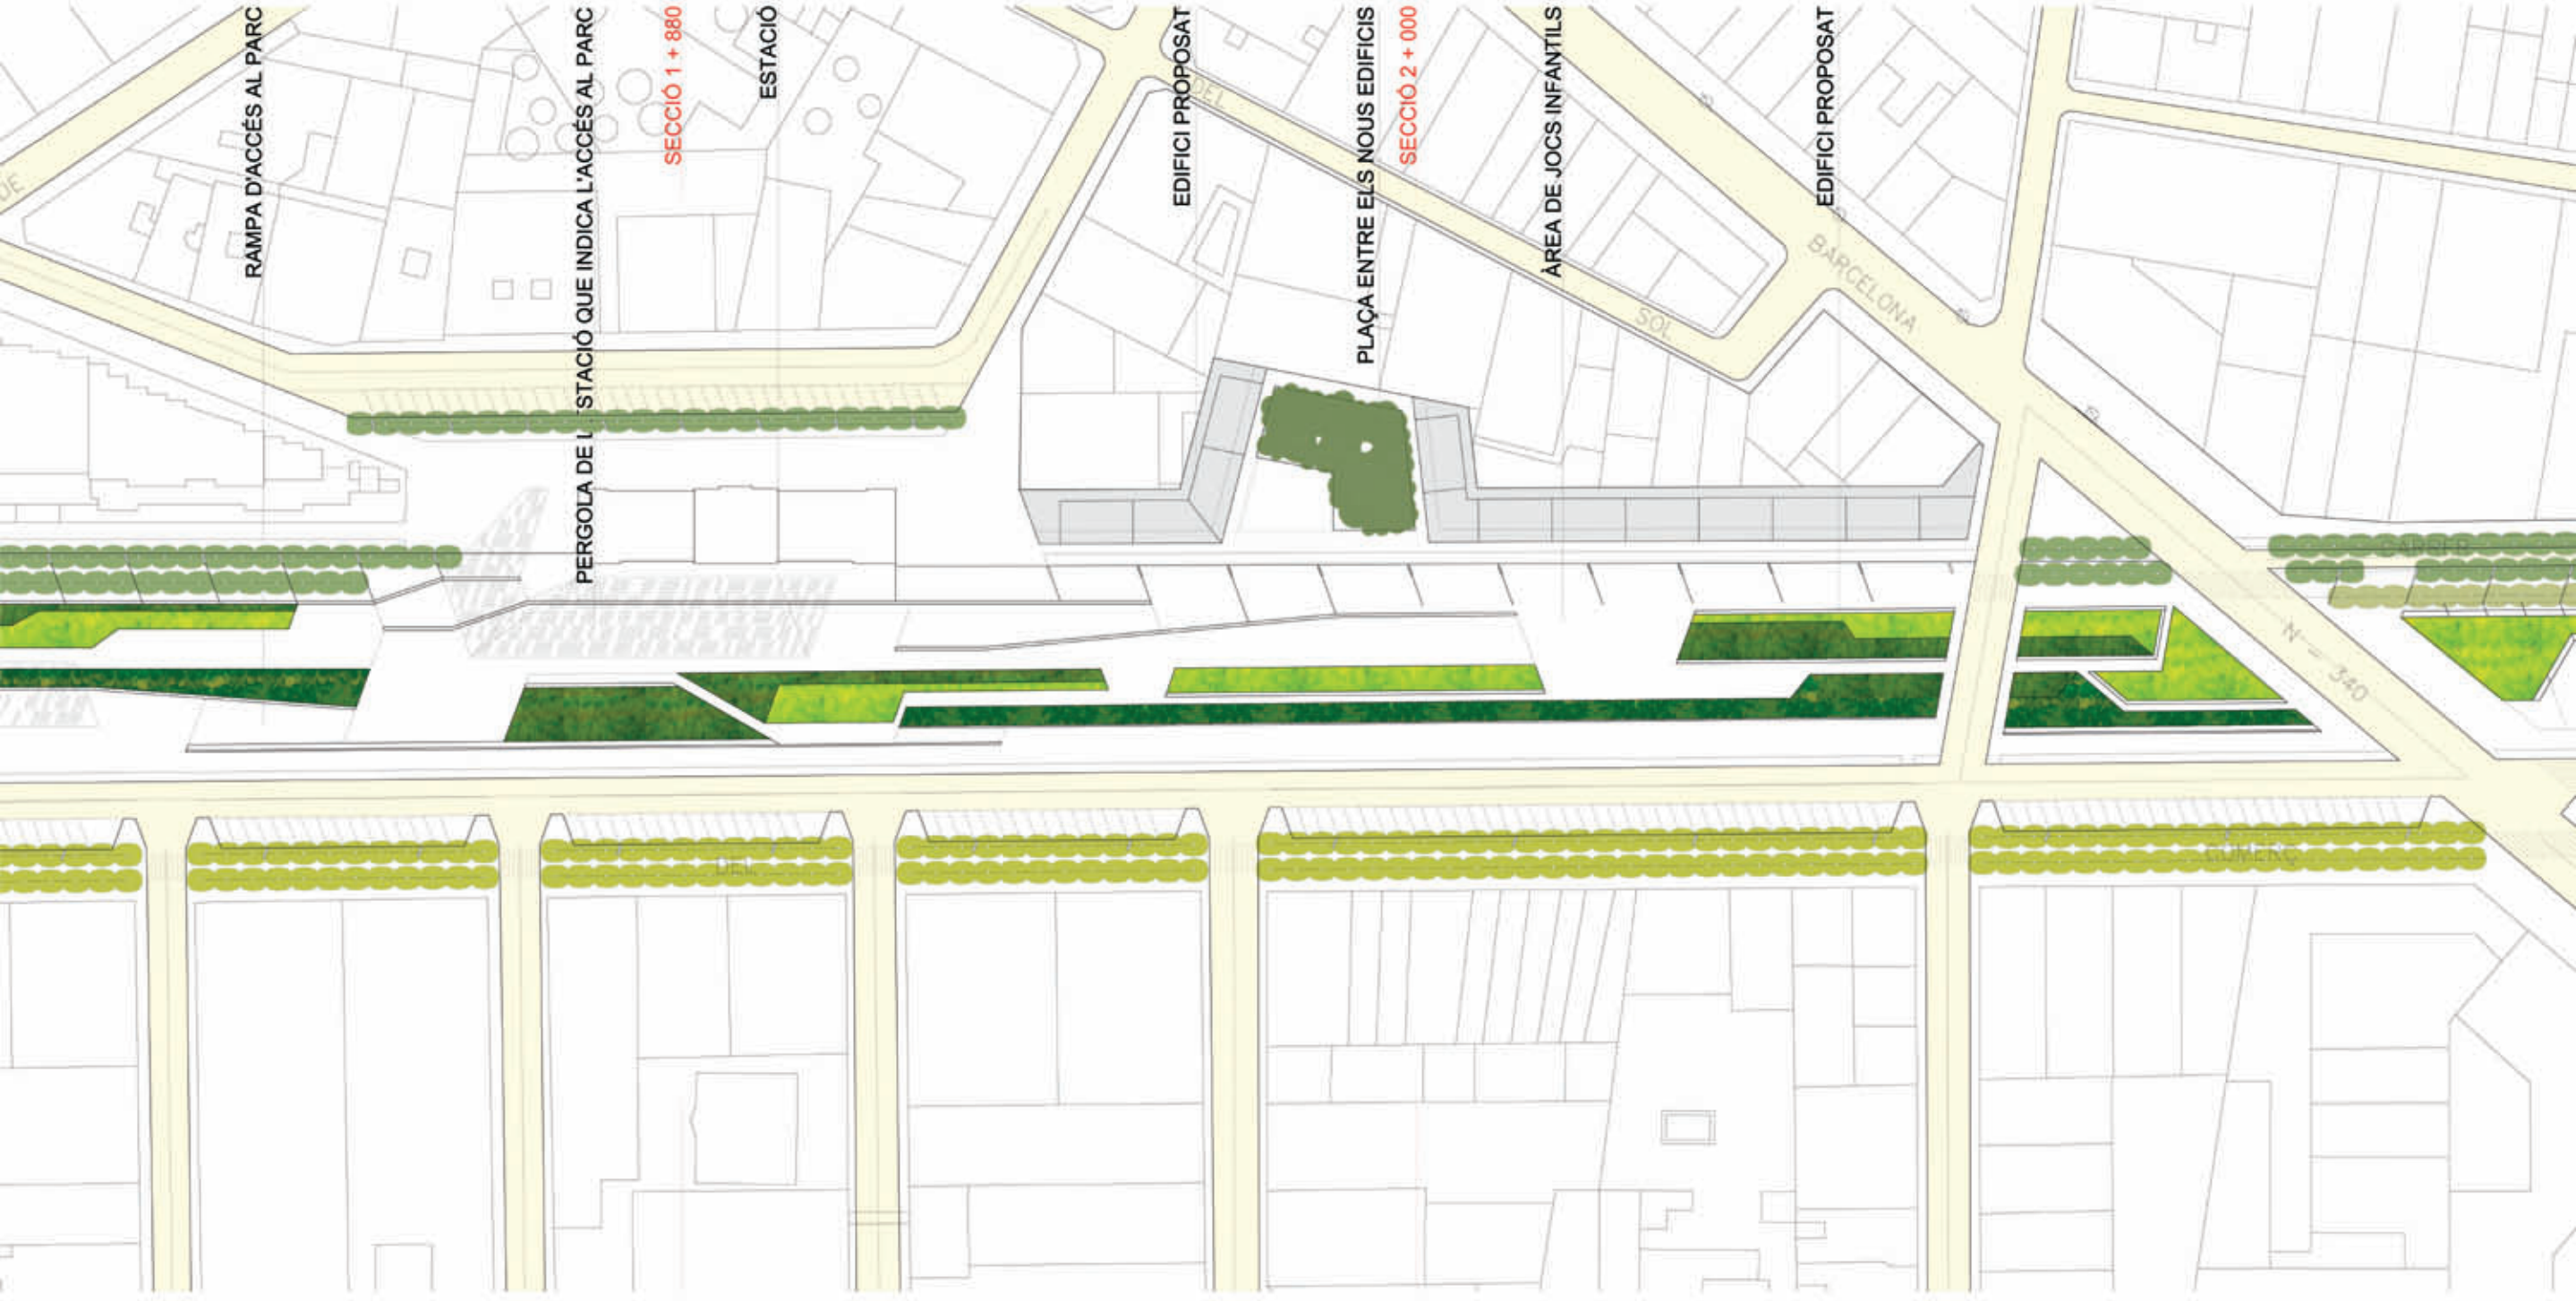 RAMPA D'ACCÉS AL PARC
PERGOLA DE L'ESTACIÓ QUE INDICA L'ACCÉS AL PARC
SECCIÓ 1 + 880
ESTACIÓ
EDIFICI PROPOSAT
PLAÇA ENTRE ELS NOUS EDIFICIS
SECCIÓ 2 + 000
ÀREA DE JOCS INFANTILS
EDIFICI PROPOSAT
DE
DEL
SOL
BARCELONA
CARRER
N - 340
DEL
COMERÇ